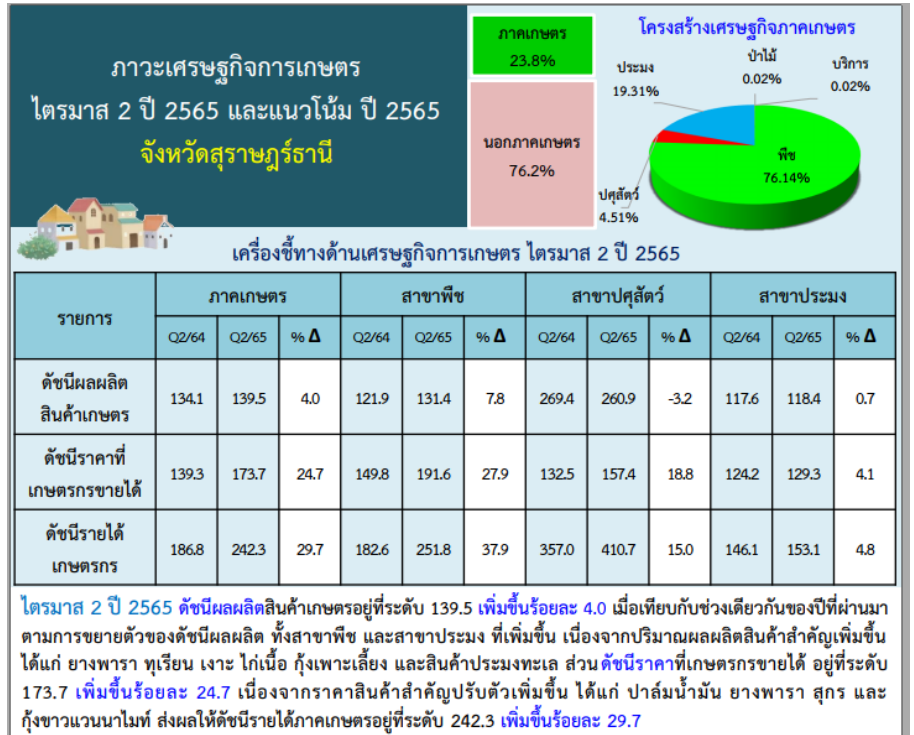 ภาวะเศรษฐกิจการเกษตร
ไตรมาส 2 ปี 2565 และแนวโน้ม ปี 2565
จังหวัดสุราษฎร์ธานี
ภาคเกษตร
23.8%
นอกภาคเกษตร
76.2%
โครงสร้างเศรษฐกิจภาคเกษตร
ประมง
19.31%
ป่าไม้
0.02%
บริการ
0.02%
พืช
76.14%
ปศุสัตว์
4.51%
เครื่องชี้ทางด้านเศรษฐกิจการเกษตร ไตรมาส 2 ปี 2565
รายการ ภาคเกษตร สาขาพืช สาขาปศุสัตว์ สาขาประมง
Q2/64 Q2/65 % Δ Q2/64 Q2/65 % Δ Q2/64 Q2/65 % Δ Q2/64 Q2/65 % Δ
ดัชนีผลผลิต
สินค้าเกษตร
134.1 139.5 4.0 121.9 131.4 7.8 269.4 260.9 -3.2 117.6 118.4 0.7
ดัชนีราคาที่
เกษตรกรขายได้
139.3 173.7 24.7 149.8 191.6 27.9 132.5 157.4 18.8 124.2 129.3 4.1
ดัชนีรายได้
เกษตรกร
186.8 242.3 29.7 182.6 251.8 37.9 357.0 410.7 15.0 146.1 153.1 4.8
ไตรมาส 2 ปี 2565 ดัชนีผลผลิตสินค้าเกษตรอยู่ที่ระดับ 139.5 เพิ่มขึ้นร้อยละ 4.0 เมื่อเทียบกับช่วงเดียวกันของปีที่ผ่านมา
ตามการขยายตัวของดัชนีผลผลิต ทั้งสาขาพืช และสาขาประมง ที่เพิ่มขึ้น เนื่องจากปริมาณผลผลิตสินค้าสำคัญเพิ่มขึ้น
ได้แก่ ยางพารา ทุเรียน เงาะ ไก่เนื้อ กุ้งเพาะเลี้ยง และสินค้าประมงทะเล ส่วนดัชนีราคาที่เกษตรกรขายได้ อยู่ที่ระดับ
173.7 เพิ่มขึ้นร้อยละ 24.7 เนื่องจากราคาสินค้าสำคัญปรับตัวเพิ่มขึ้น ได้แก่ ปาล์มน้ำมัน ยางพารา สุกร และ
กุ้งขาวแวนนาไมท์ ส่งผลให้ดัชนีรายได้ภาคเกษตรอยู่ที่ระดับ 242.3 เพิ่มขึ้นร้อยละ 29.7